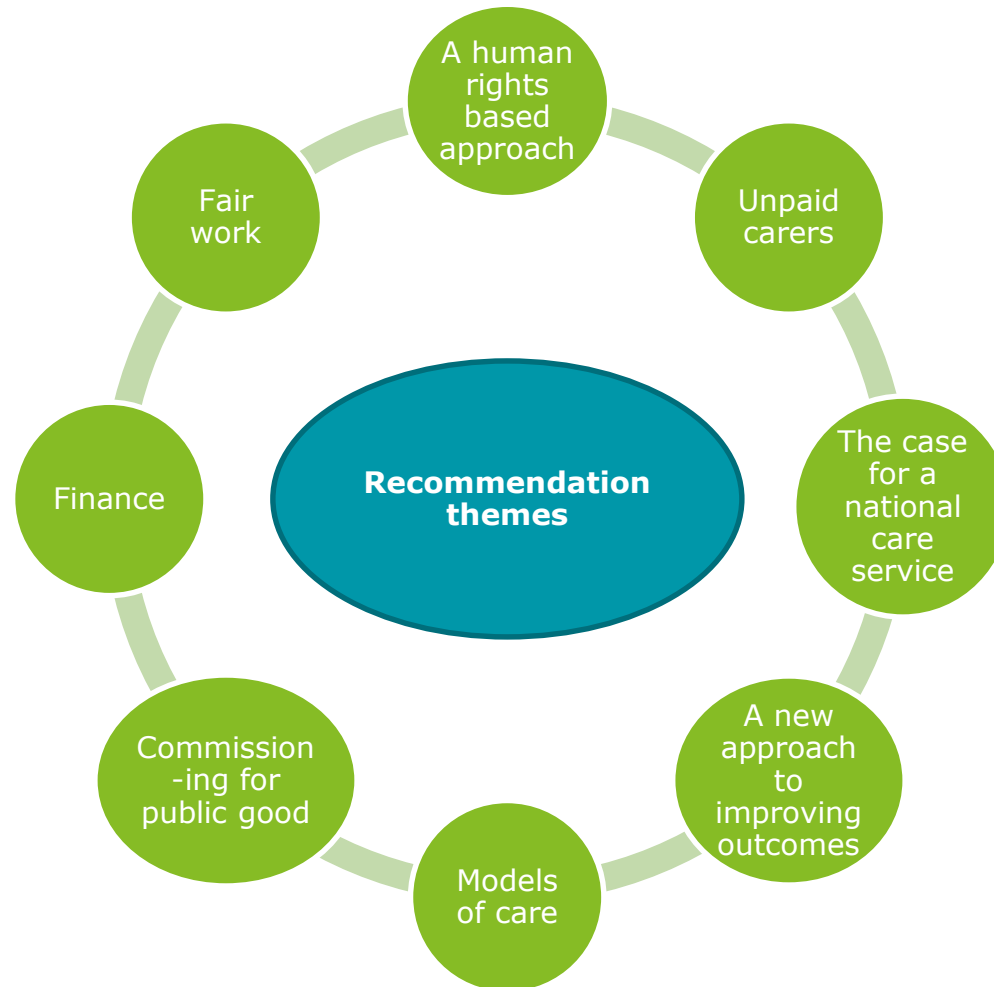 A human
rights
based
approach
Unpaid
carers
The case
for a
national
care
service
A new
approach
to
improving
outcomes
Models
of care
Commission
-ing for
public good
Finance
Fair
work
Recommendation
themes